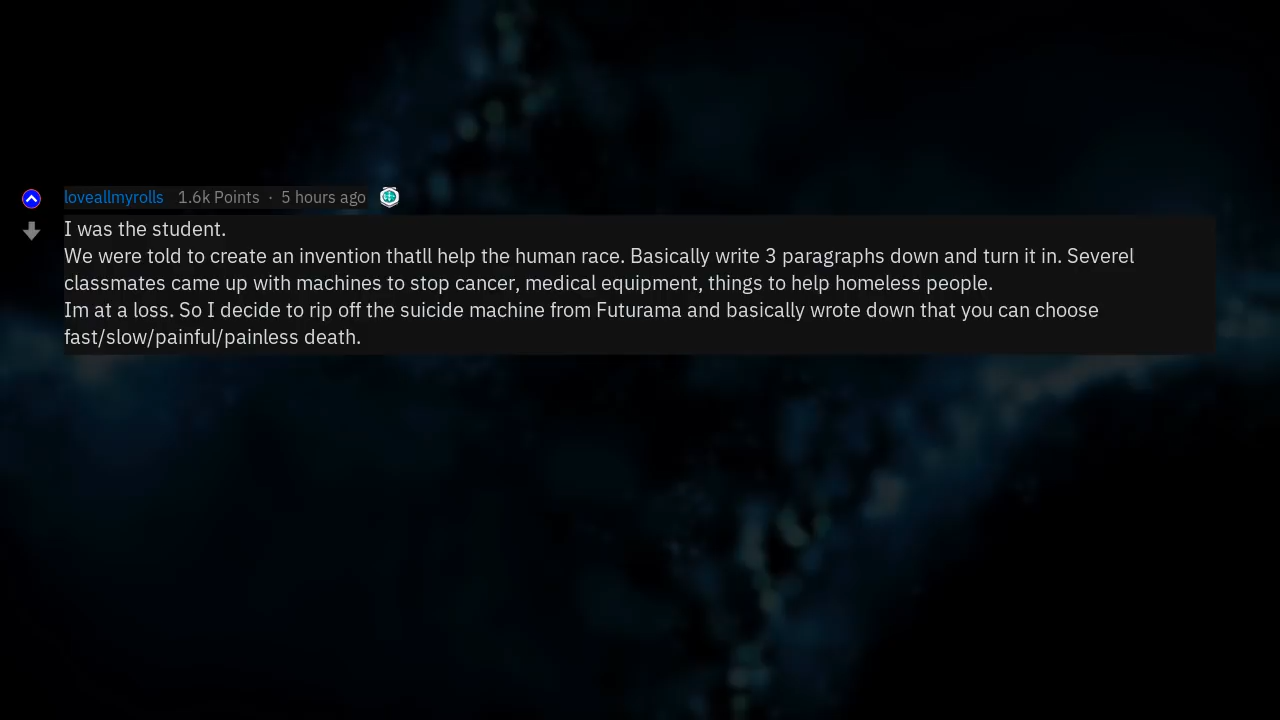 loveallmyrolls 1.6k Points · 5 hours ago
I was the student.
We were told to create an invention thatll help the human race. Basically write 3 paragraphs down and turn it in. Severel
classmates came up with machines to stop cancer, medical equipment, things to help homeless people.
Im at a loss. So I decide to rip off the suicide machine from Futurama and basically wrote down that you can choose
fast/slow/painful/painless death.